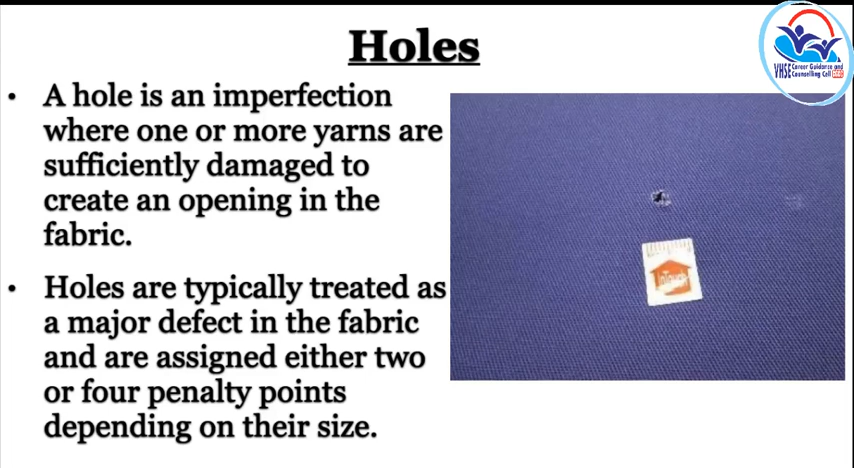 Holes
VHSE Career Guidance and
Counselling Cell
• A hole is an imperfection
where one or more yarns are
sufficiently damaged to
create an opening in the
fabric.
• Holes are typically treated as
a major defect in the fabric
and are assigned either two
or four penalty points
depending on their size.
InTouch